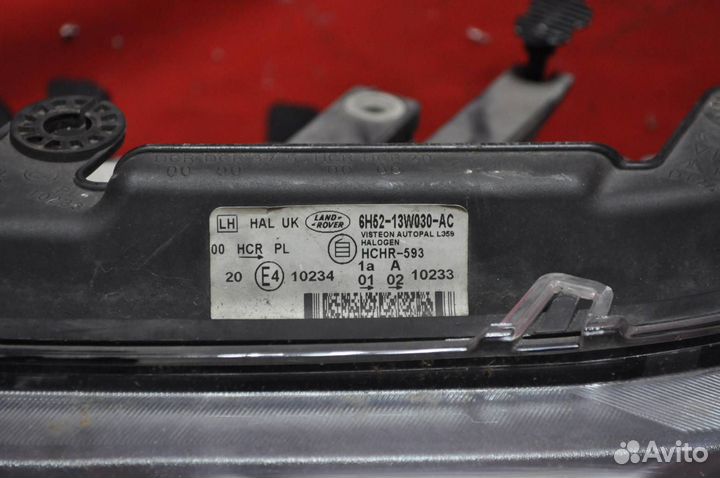 LH HAL UK LAND-ROVER 6H52-13W030-AC
VISTEON AUTOPAL L359
HALOGEN
00 HCR PL HCHR-593
1a A
20 E4 10234 01 02 10233
Avito